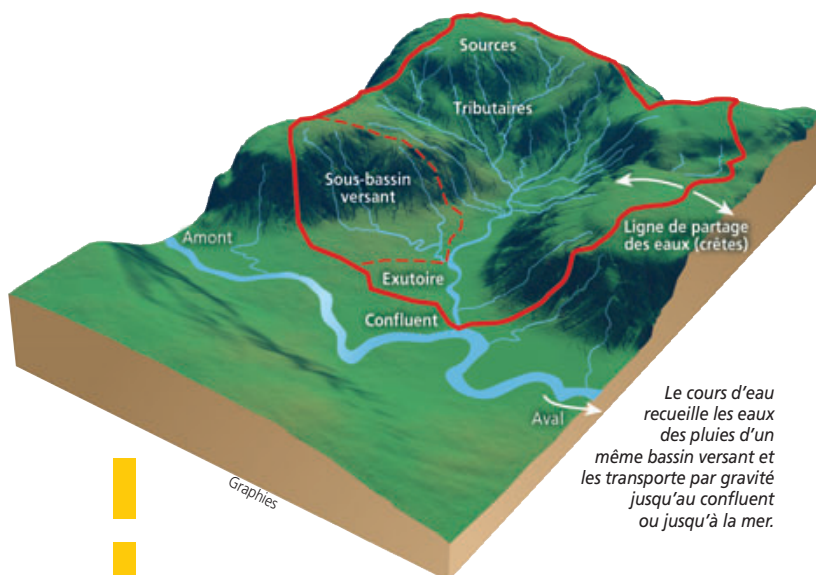 Sources
Tributaires
Sous-bassin
versant
Ligne de partage
des eaux (crêtes)
Amont
Exutoire
Confluent
Aval
Graphies
Le cours d’eau
recueille les eaux
des pluies d’un
même bassin versant et
les transporte par gravité
jusqu’au confluent
ou jusqu’à la mer.